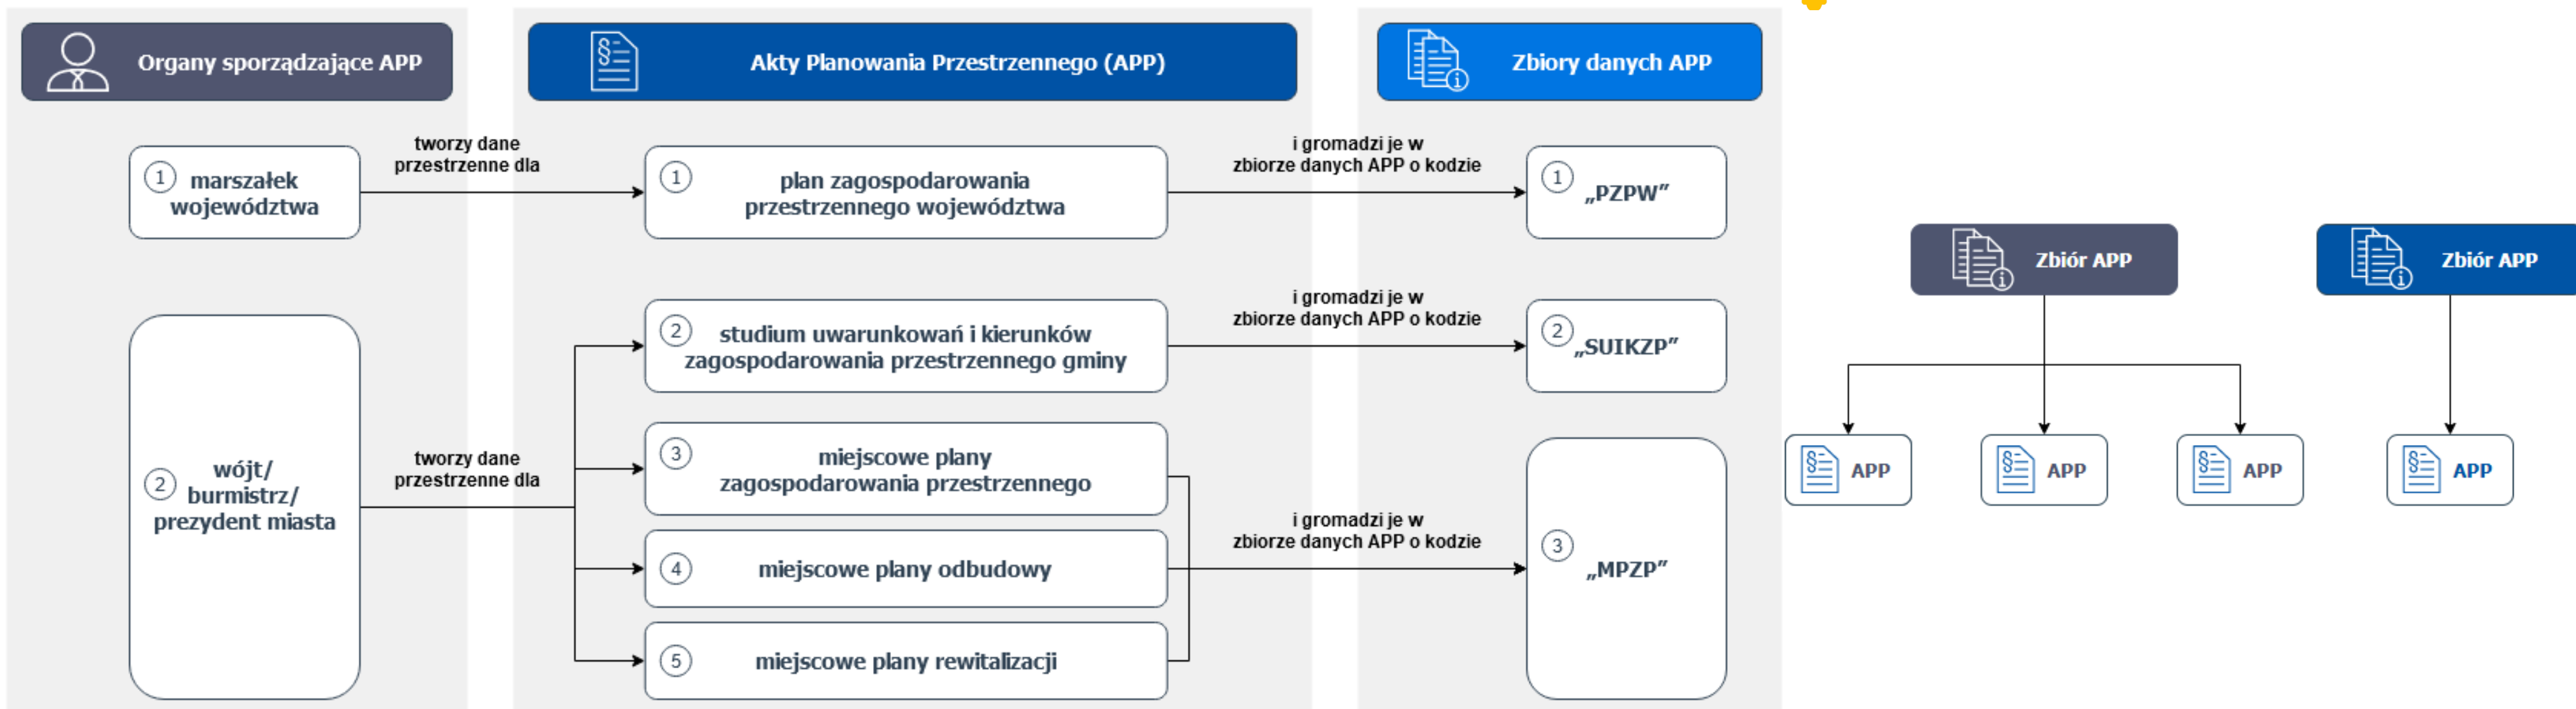 Organy sporządzające APP
Akty Planowania Przestrzennego (APP)
Zbiory danych APP
1 marszałek
województwa
tworzy dane
przestrzenne dla
1 plan zagospodarowania
przestrzennego województwa
i gromadzi je w
zbiorze danych APP o kodzie
1 „PZPW”
2 wójt/
burmistrz/
prezydent miasta
tworzy dane
przestrzenne dla
2 studium uwarunkowań i kierunków
zagospodarowania przestrzennego gminy
i gromadzi je w
zbiorze danych APP o kodzie
2 „SUIKZP”
3 miejscowe plany
zagospodarowania przestrzennego
4 miejscowe plany odbudowy
5 miejscowe plany rewitalizacji
i gromadzi je w
zbiorze danych APP o kodzie
3 „MPZP”
Zbiór APP
APP
APP
APP
Zbiór APP
APP